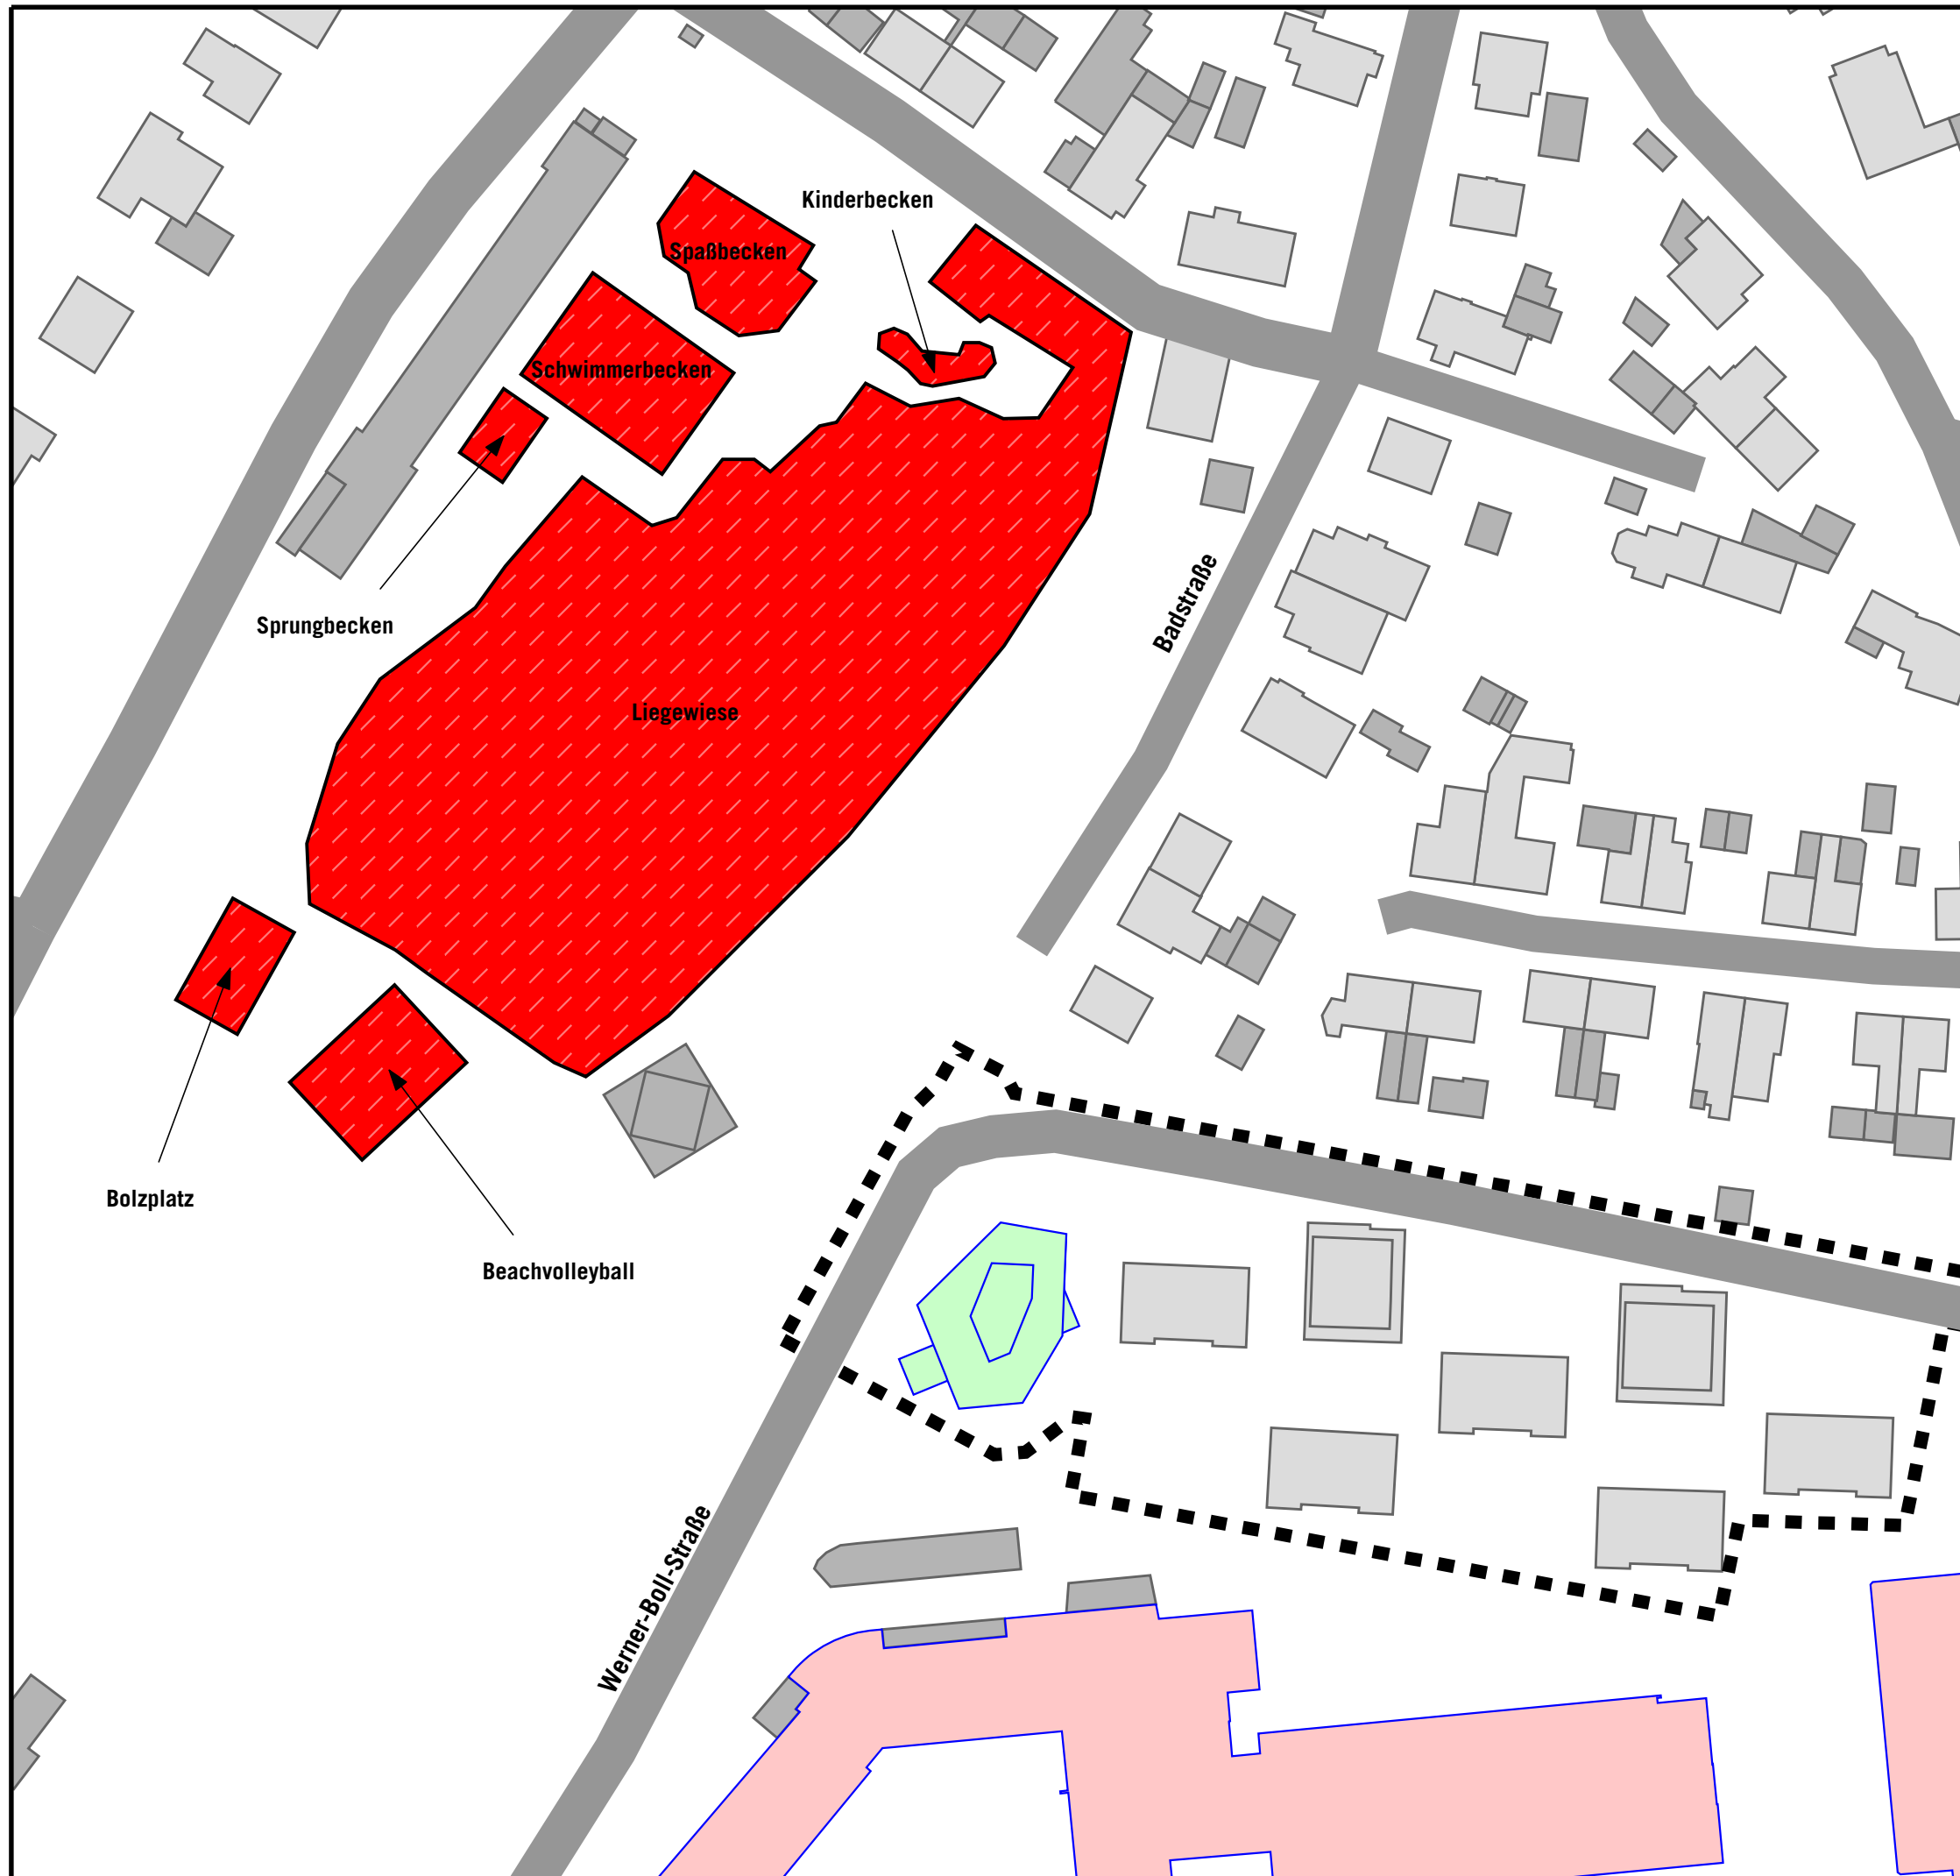 Kinderbecken
Spaßbecken
Schwimmerbecken
Sprungbecken
Badstraße
Liegewiese
Bolzplatz
Beachvolleyball
Werner-Boll-Straße